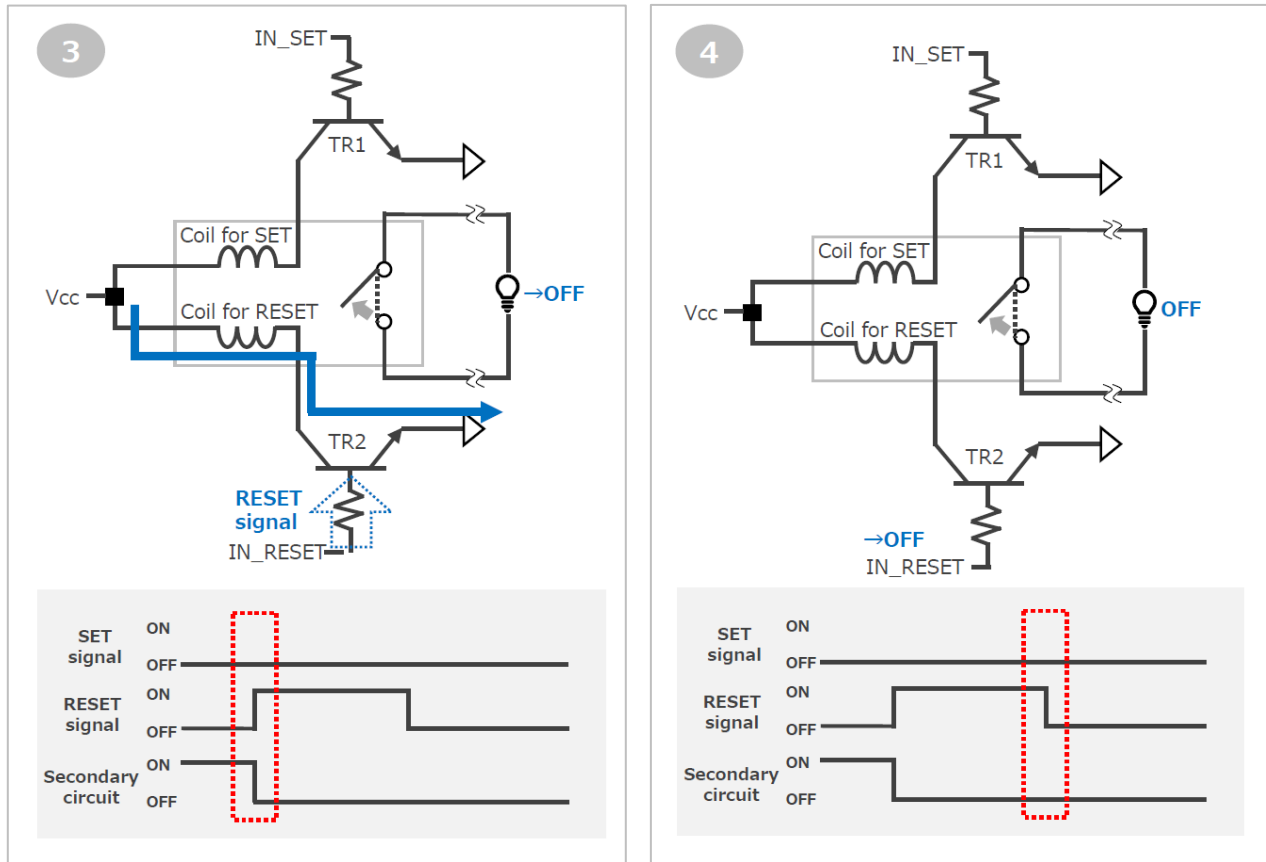 3
IN_SET
TR1
Coil for SET
Vcc
Coil for RESET
→OFF
TR2
RESET
signal
IN_RESET
SET
signal
ON
OFF
RESET
signal
ON
OFF
Secondary
circuit
ON
OFF
4
IN_SET
TR1
Coil for SET
Vcc
Coil for RESET
OFF
TR2
→OFF
IN_RESET
SET
signal
ON
OFF
RESET
signal
ON
OFF
Secondary
circuit
ON
OFF